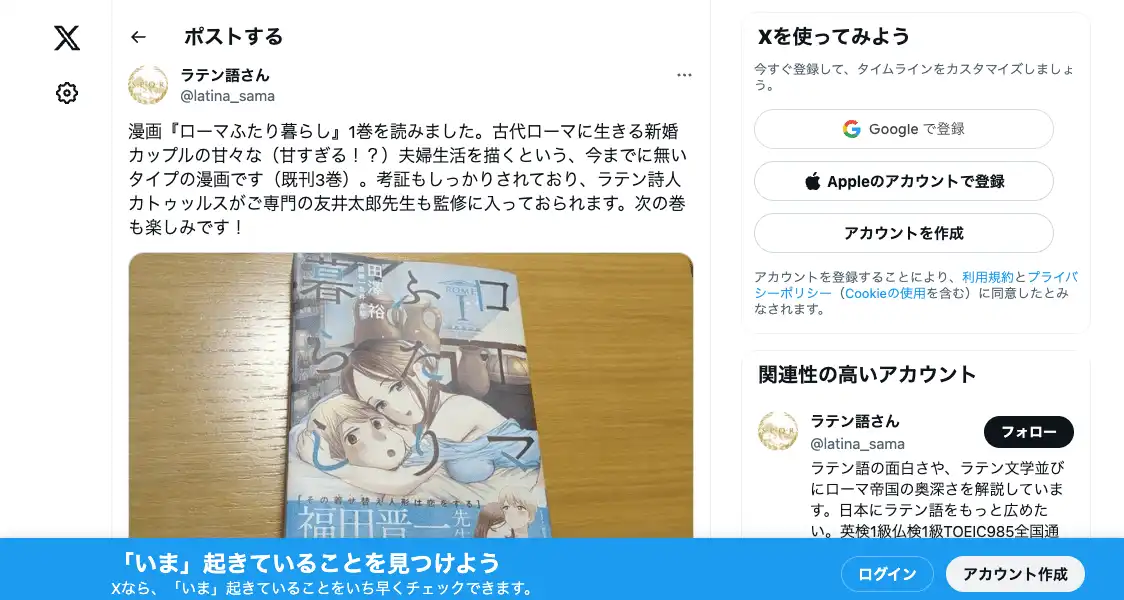 ポストする
ラテン語さん
@latina_sama
漫画『ローマふたり暮らし』1巻を読みました。古代ローマに生きる新婚
カップルの甘々な（甘すぎる！？）夫婦生活を描くという、今までに無い
タイプの漫画です（既刊3巻）。考証もしっかりされており、ラテン詩人
カトゥッルスがご専門の友井太郎先生も監修に入っておられます。次の巻
も楽しみです！
ローマ
ふたり
暮らし
ROME
I
「その着せ替え人形は恋をする」
福田晋一
先生
Xを使ってみよう
今すぐ登録して、タイムラインをカスタマイズしましょ
う。
Google で登録
Appleのアカウントで登録
アカウントを作成
アカウントを登録することにより、利用規約とプライバ
シーポリシー（Cookieの使用を含む）に同意したとみ
なされます。
関連性の高いアカウント
ラテン語さん
@latina_sama
フォロー
ラテン語の面白さや、ラテン文学並び
にローマ帝国の奥深さを解説していま
す。日本にラテン語をもっと広めた
い。英検1級仏検1級TOEIC985全国通
「いま」起きていることを見つけよう
Xなら、「いま」起きていることをいち早くチェックできます。
ログイン
アカウント作成